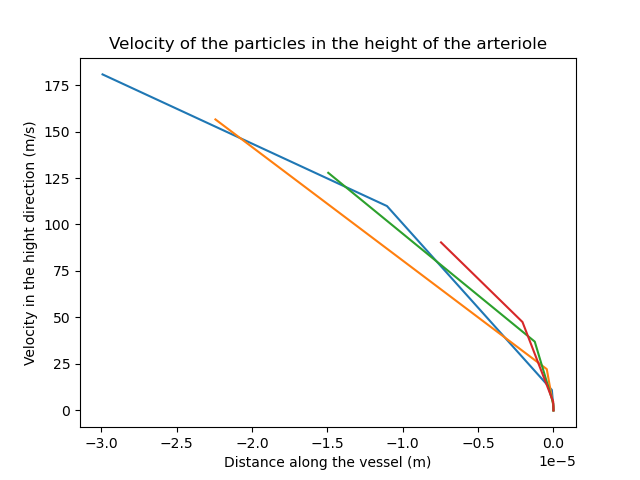 Velocity of the particles in the height of the arteriole
175
150
125
100
75
50
25
0
Velocity in the hight direction (m/s)
−3.0 −2.5 −2.0 −1.5 −1.0 −0.5 0.0
1e−5
Distance along the vessel (m)